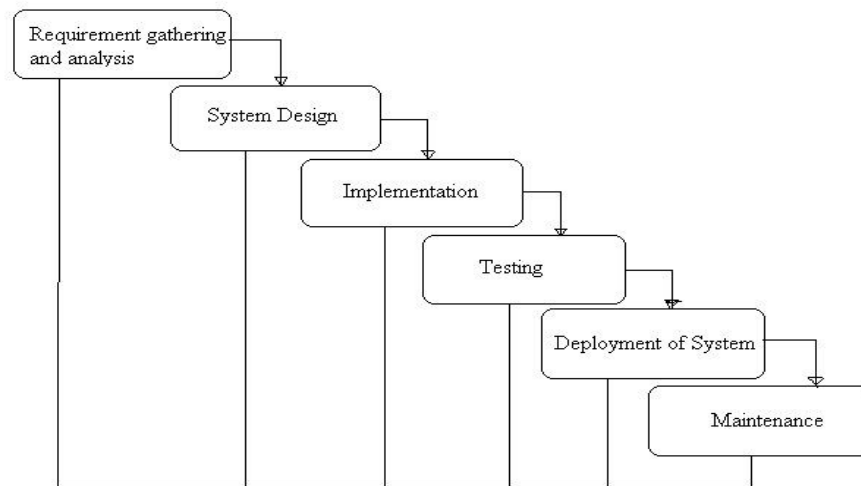 Requirement gathering
and analysis
System Design
Implementation
Testing
Deployment of System
Maintenance